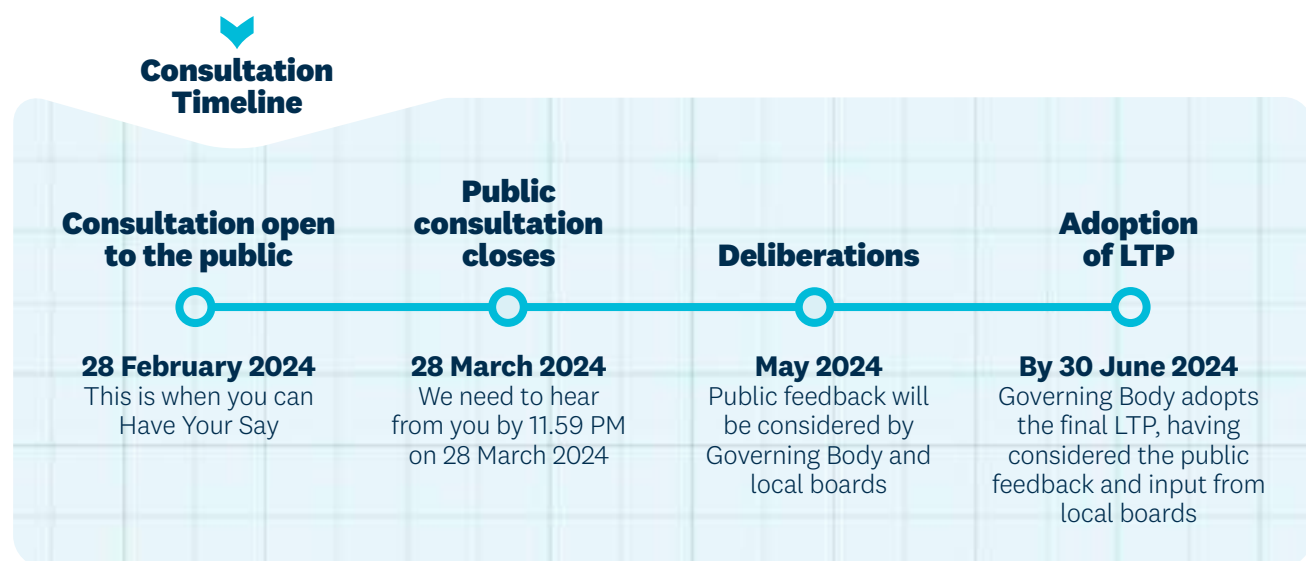 Consultation
Timeline
Consultation open
to the public
28 February 2024
This is when you can
Have Your Say
Public
consultation
closes
28 March 2024
We need to hear
from you by 11.59 PM
on 28 March 2024
Deliberations
May 2024
Public feedback will
be considered by
Governing Body and
local boards
Adoption
of LTP
By 30 June 2024
Governing Body adopts
the final LTP, having
considered the public
feedback and input from
local boards